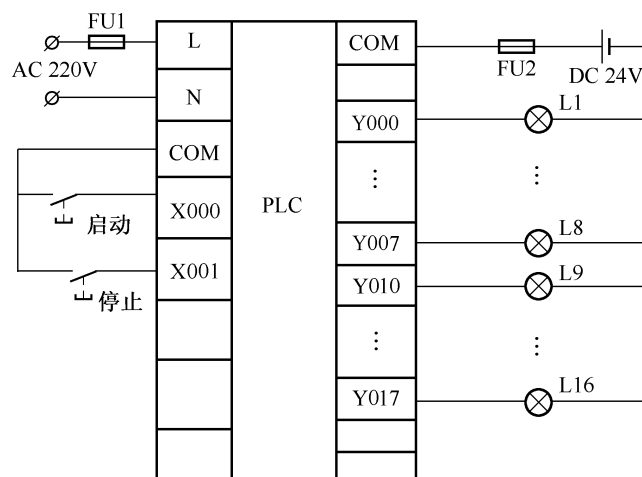 FU1
AC 220V
L
N
COM
X000
启动
X001
停止
PLC
COM
FU2
DC 24V
Y000
L1
⋮
⋮
Y007
L8
Y010
L9
⋮
⋮
Y017
L16